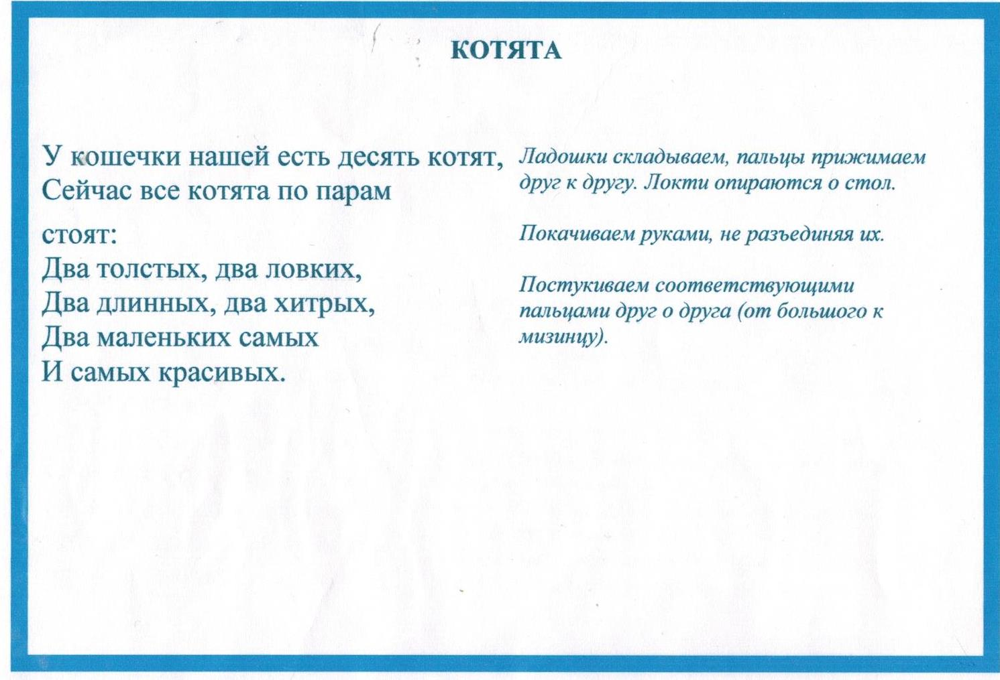 КОТЯТА
У кошечки нашей есть десять котят,
Сейчас все котята по парам
стоят:
Два толстых, два ловких,
Два длинных, два хитрых,
Два маленьких самых
И самых красивых.
Ладошки складываем, пальцы прижимаем
друг к другу. Локти опираются о стол.
Покачиваем руками, не разъединяя их.
Постукиваем соответствующими
пальцами друг о друга (от большого к
мизинцу).